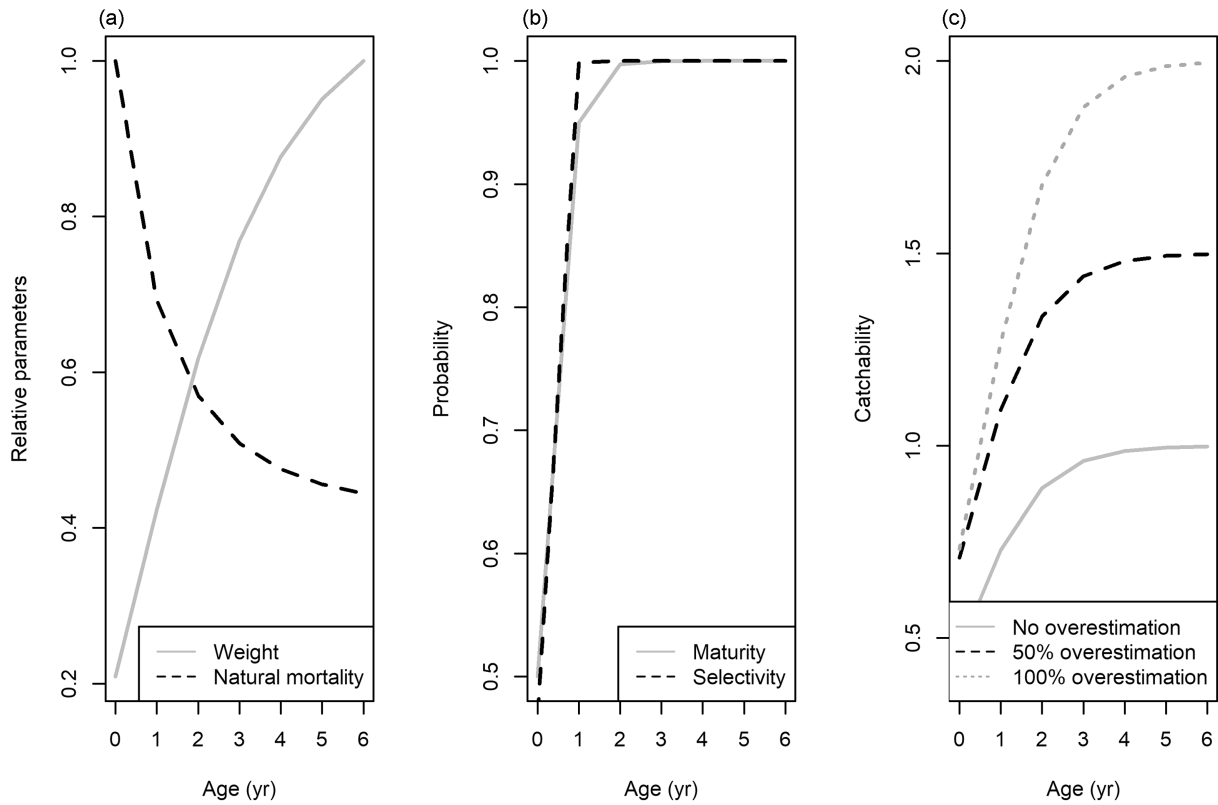 (a)
Relative parameters
1.0
0.8
0.6
0.4
0.2
Weight
Natural mortality
0 1 2 3 4 5 6
Age (yr)
(b)
Probability
1.0
0.9
0.8
0.7
0.6
0.5
Maturity
Selectivity
0 1 2 3 4 5 6
Age (yr)
(c)
Catchability
2.0
1.5
1.0
0.5
No overestimation
50% overestimation
100% overestimation
0 1 2 3 4 5 6
Age (yr)